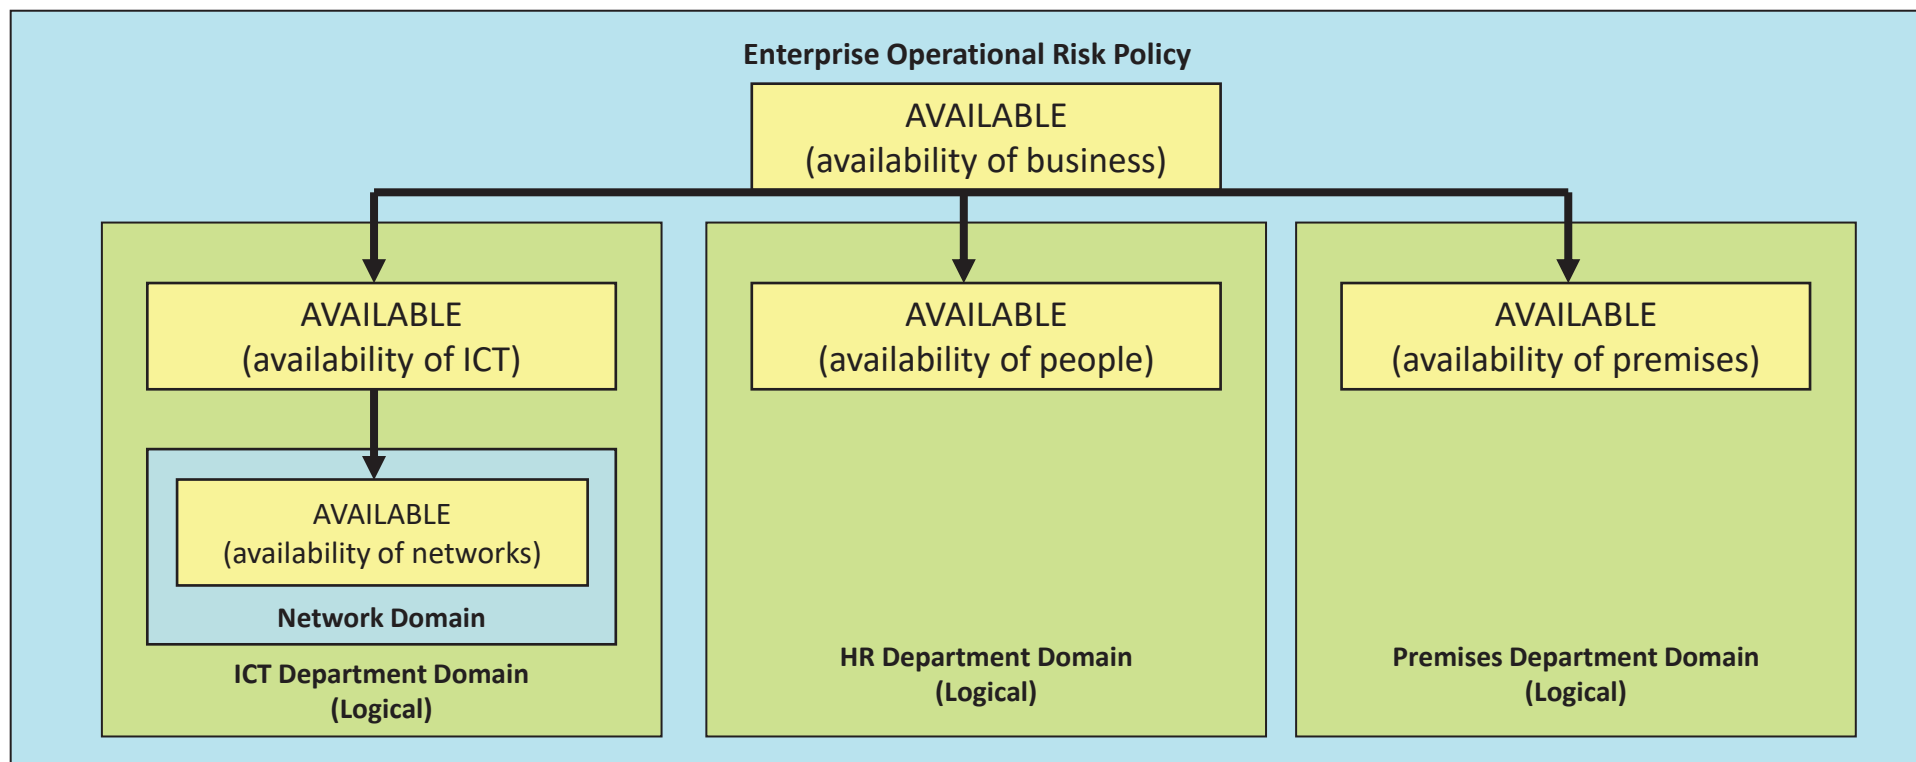 Enterprise Operational Risk Policy
AVAILABLE
(availability of business)
AVAILABLE
(availability of ICT)
AVAILABLE
(availability of networks)
Network Domain
ICT Department Domain
(Logical)
AVAILABLE
(availability of people)
HR Department Domain
(Logical)
AVAILABLE
(availability of premises)
Premises Department Domain
(Logical)